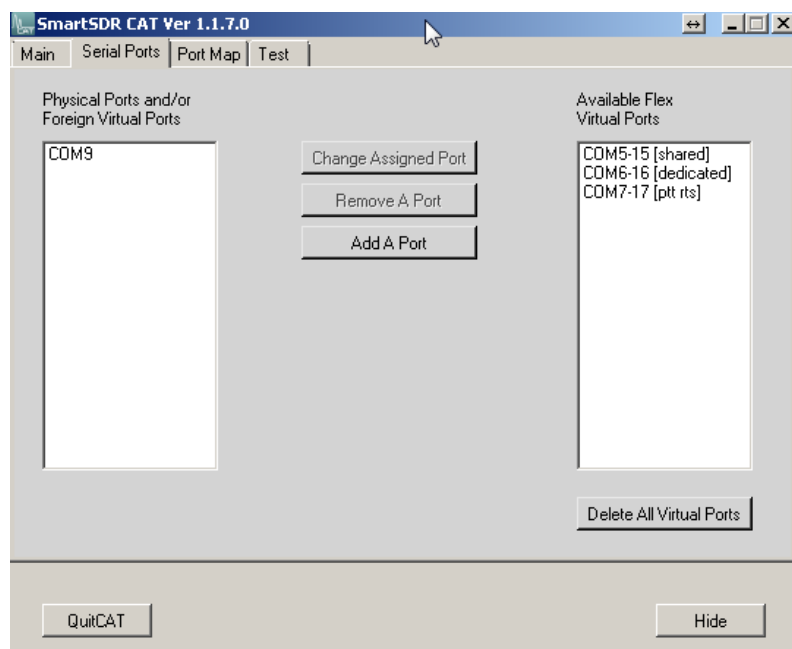 SmartSDR CAT Ver 1.1.7.0
Main Serial Ports Port Map Test
Physical Ports and/or
Foreign Virtual Ports
COM9
Change Assigned Port
Remove A Port
Add A Port
Available Flex
Virtual Ports
COM5-15 [shared]
COM6-16 [dedicated]
COM7-17 [ptt rts]
Delete All Virtual Ports
QuitCAT
Hide